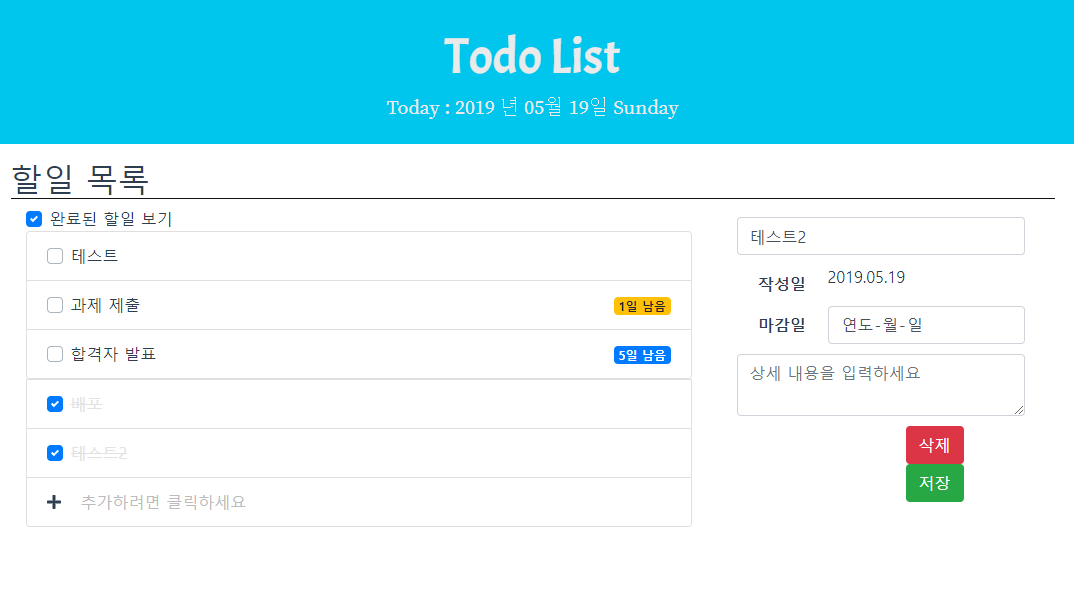 Todo List
Today : 2019 년 05월 19일 Sunday
할일 목록
완료된 할일 보기
테스트
과제 제출 1일 남음
합격자 발표 5일 남음
배포
테스트2
추가하려면 클릭하세요
테스트2
작성일 2019.05.19
마감일 연도-월-일
상세 내용을 입력하세요
삭제
저장